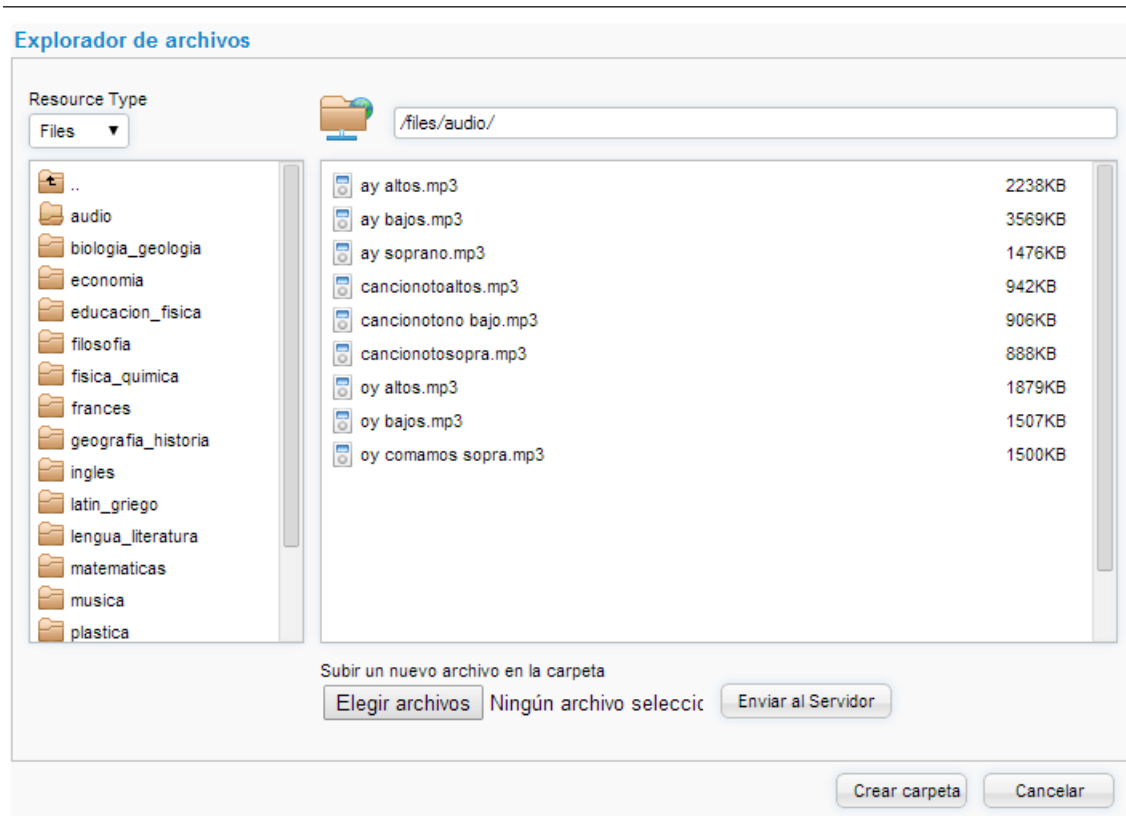 Explorador de archivos
Resource Type
Files
/files/audio/
..
audio
biologia_geologia
economia
educacion_fisica
filosofia
fisica_quimica
frances
geografia_historia
ingles
latin_griego
lengua_literatura
matematicas
musica
plastica
ay altos.mp3 2238KB
ay bajos.mp3 3569KB
ay soprano.mp3 1476KB
cancionotoaltos.mp3 942KB
cancionotono bajo.mp3 906KB
cancionotosopra.mp3 888KB
oy altos.mp3 1879KB
oy bajos.mp3 1507KB
oy comamos sopra.mp3 1500KB
Subir un nuevo archivo en la carpeta
Elegir archivos Ningún archivo seleccic Enviar al Servidor
Crear carpeta Cancelar